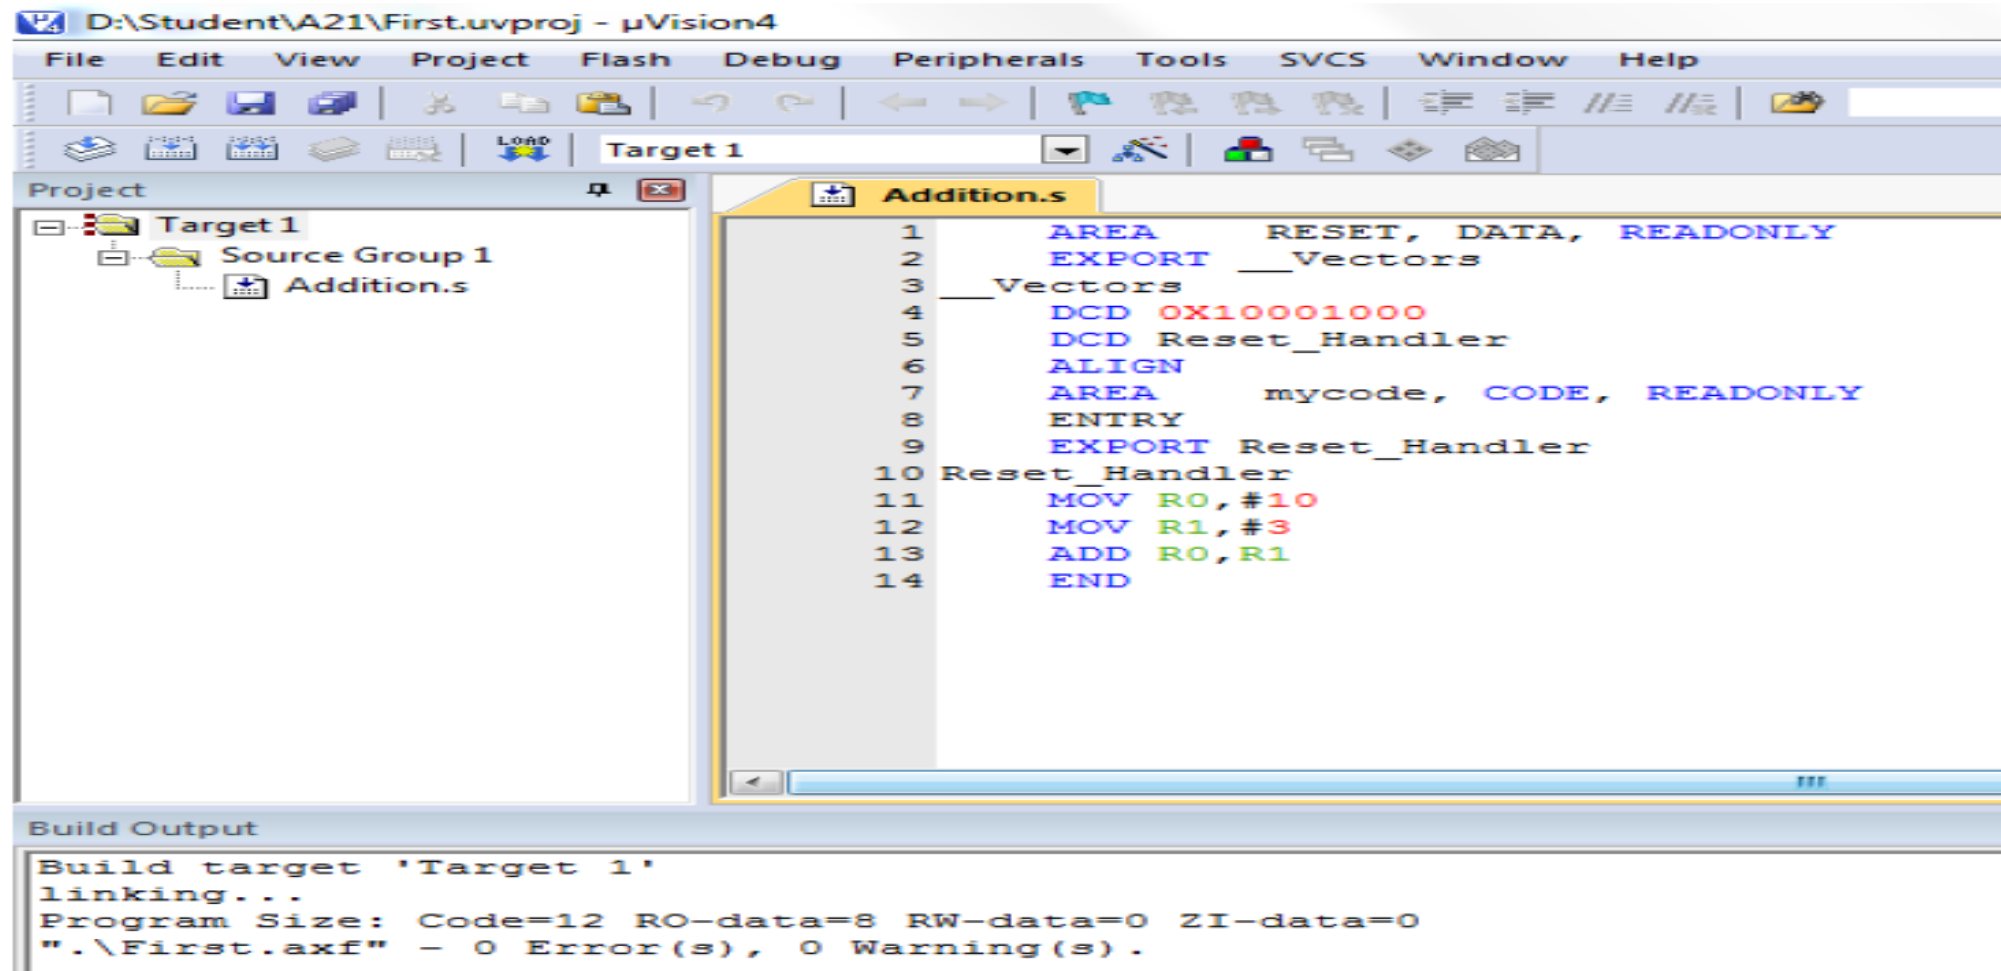 D:\Student\A21\First.uvproj - µVision4
File Edit View Project Flash Debug Peripherals Tools SVCS Window Help
LOAD Target 1
Project
Addition.s
Target 1
Source Group 1
Addition.s
1 AREA RESET, DATA, READONLY
2 EXPORT __Vectors
3 __Vectors
4 DCD 0X10001000
5 DCD Reset_Handler
6 ALIGN
7 AREA mycode, CODE, READONLY
8 ENTRY
9 EXPORT Reset_Handler
10 Reset_Handler
11 MOV R0,#10
12 MOV R1,#3
13 ADD R0,R1
14 END
Build Output
Build target 'Target 1'
linking...
Program Size: Code=12 RO-data=8 RW-data=0 ZI-data=0
".\First.axf" - 0 Error(s), 0 Warning(s).